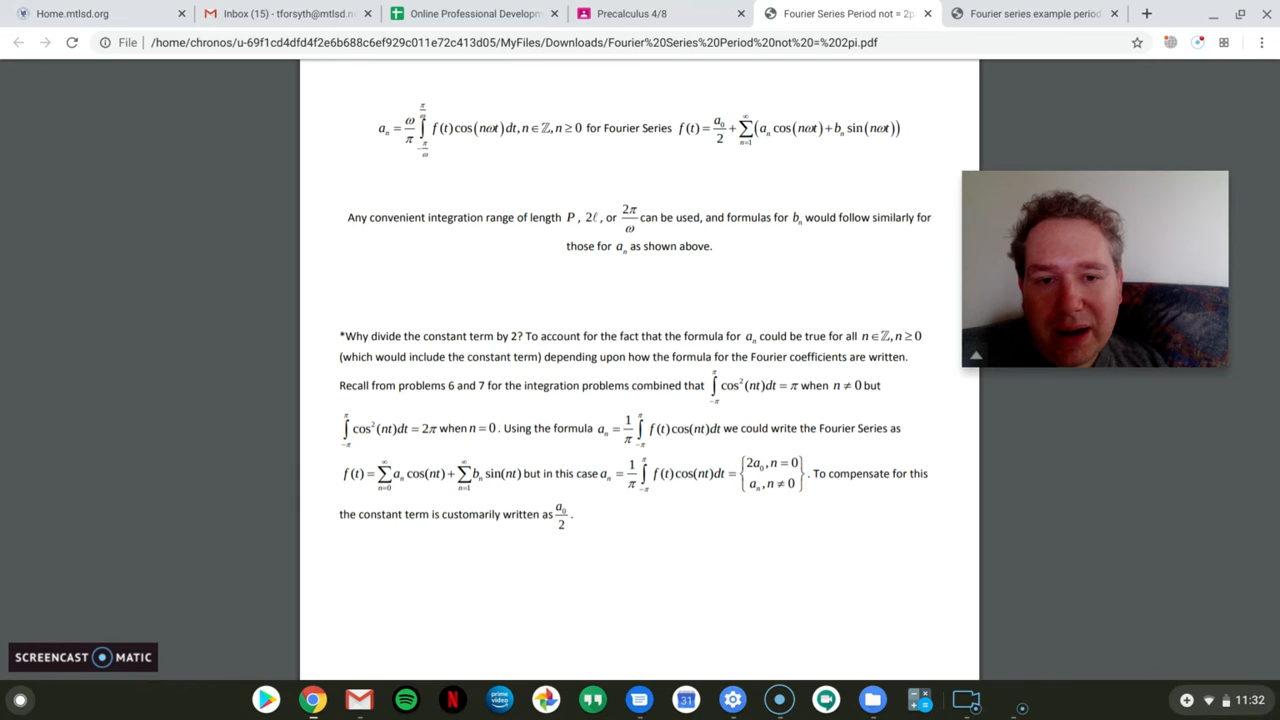 Home.mtlsd.org
Inbox (15) - tforsyth@mtlsd.n
Online Professional Developm
Precalculus 4/8
Fourier Series Period not = 2p
Fourier series example period
File | /home/chronos/u-69f1cd4dfd4f2e6b688c6ef929c011e72c413d05/MyFiles/Downloads/Fourier%20Series%20Period%20not%20=%202pi.pdf
a_n = ω/π ∫_{-π/ω}^{π/ω} f(t)cos(nωt)dt, n∈ℤ, n≥0 for Fourier Series f(t) = a_0/2 + ∑_{n=1}^{∞}(a_n cos(nωt) + b_n sin(nωt))
Any convenient integration range of length P, 2ℓ, or 2π/ω can be used, and formulas for b_n would follow similarly for
those for a_n as shown above.
*Why divide the constant term by 2? To account for the fact that the formula for a_n could be true for all n∈ℤ, n≥0
(which would include the constant term) depending upon how the formula for the Fourier coefficients are written.
Recall from problems 6 and 7 for the integration problems combined that ∫_{-π}^{π} cos²(nt)dt = π when n≠0 but
∫_{-π}^{π} cos²(nt)dt = 2π when n=0. Using the formula a_n = 1/π ∫_{-π}^{π} f(t)cos(nt)dt we could write the Fourier Series as
f(t) = ∑_{n=0}^{∞} a_n cos(nt) + ∑_{n=1}^{∞} b_n sin(nt) but in this case a_n = 1/π ∫_{-π}^{π} f(t)cos(nt)dt = {2a_0, n=0; a_n, n≠0}. To compensate for this
the constant term is customarily written as a_0/2.
SCREENCAST MATIC
prime video
31
11:32